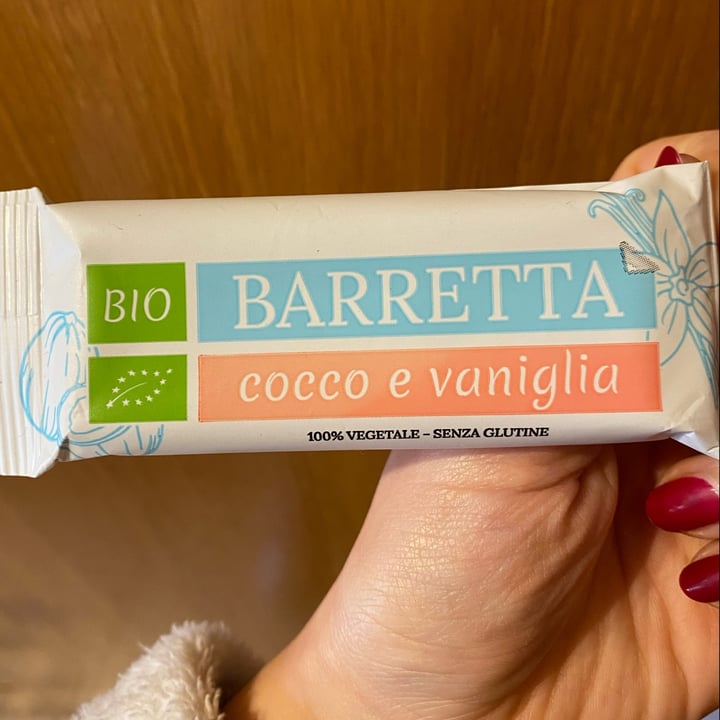 BIO
BARRETTA
cocco e vaniglia
100% VEGETALE – SENZA GLUTINE